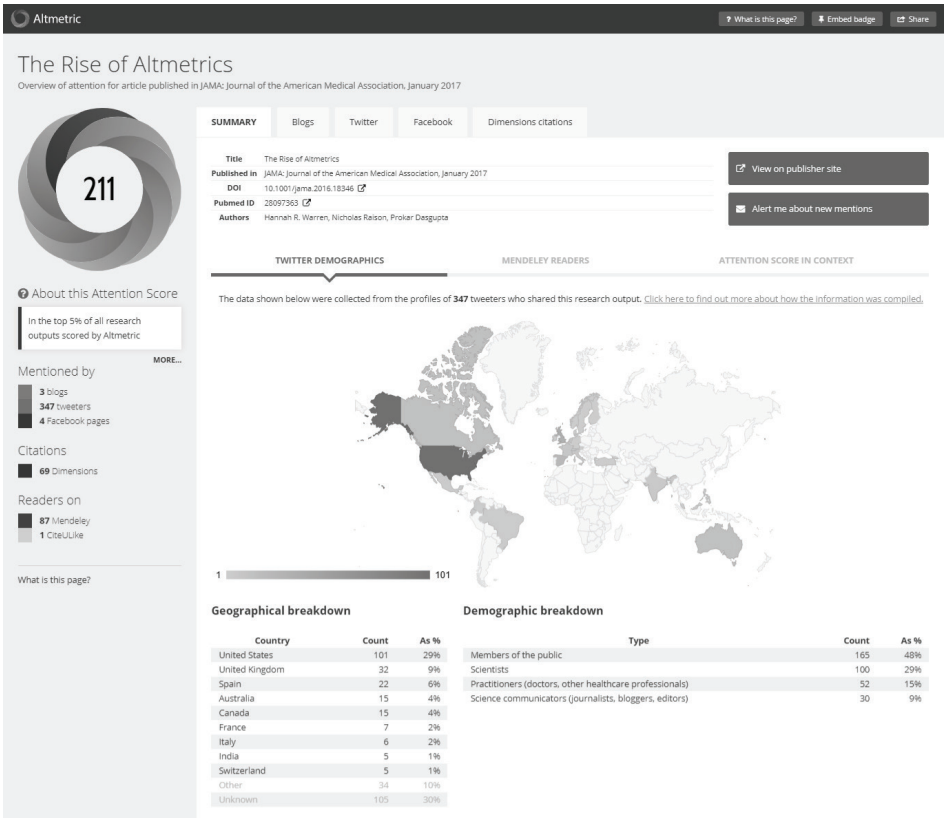 Altmetric
? What is this page?
Embed badge
Share
The Rise of Altmetrics
Overview of attention for article published in JAMA: Journal of the American Medical Association, January 2017
211
SUMMARY Blogs Twitter Facebook Dimensions citations
Title The Rise of Altmetrics
Published in JAMA: Journal of the American Medical Association, January 2017
DOI 10.1001/jama.2016.18346
Pubmed ID 28097363
Authors Hannah R. Warren, Nicholas Raison, Prokar Dasgupta
View on publisher site
Alert me about new mentions
? About this Attention Score
In the top 5% of all research
outputs scored by Altmetric
MORE...
Mentioned by
3 blogs
347 tweeters
4 Facebook pages
Citations
69 Dimensions
Readers on
87 Mendeley
1 CiteULike
What is this page?
TWITTER DEMOGRAPHICS MENDELEY READERS ATTENTION SCORE IN CONTEXT
The data shown below were collected from the profiles of 347 tweeters who shared this research output. Click here to find out more about how the information was compiled.
1 101
Geographical breakdown
Country Count As %
United States 101 29%
United Kingdom 32 9%
Spain 22 6%
Australia 15 4%
Canada 15 4%
France 7 2%
Italy 6 2%
India 5 1%
Switzerland 5 1%
Other 34 10%
Unknown 105 30%
Demographic breakdown
Type Count As %
Members of the public 165 48%
Scientists 100 29%
Practitioners (doctors, other healthcare professionals) 52 15%
Science communicators (journalists, bloggers, editors) 30 9%